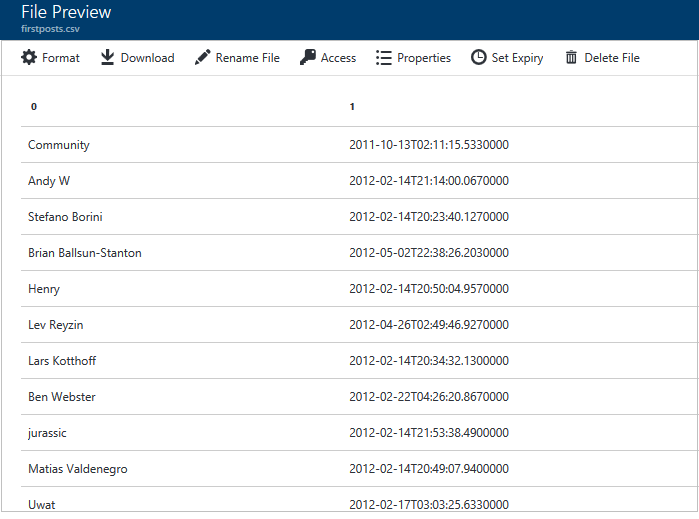 File Preview
firstposts.csv
Format Download Rename File Access Properties Set Expiry Delete File
0 1
Community 2011-10-13T02:11:15.5330000
Andy W 2012-02-14T21:14:00.0670000
Stefano Borini 2012-02-14T20:23:40.1270000
Brian Ballsun-Stanton 2012-05-02T22:38:26.2030000
Henry 2012-02-14T20:50:04.9570000
Lev Reyzin 2012-04-26T02:49:46.9270000
Lars Kotthoff 2012-02-14T20:34:32.1300000
Ben Webster 2012-02-22T04:26:20.8670000
jurassic 2012-02-14T21:53:38.4900000
Matias Valdenegro 2012-02-14T20:49:07.9400000
Uwat 2012-02-17T03:03:25.6330000